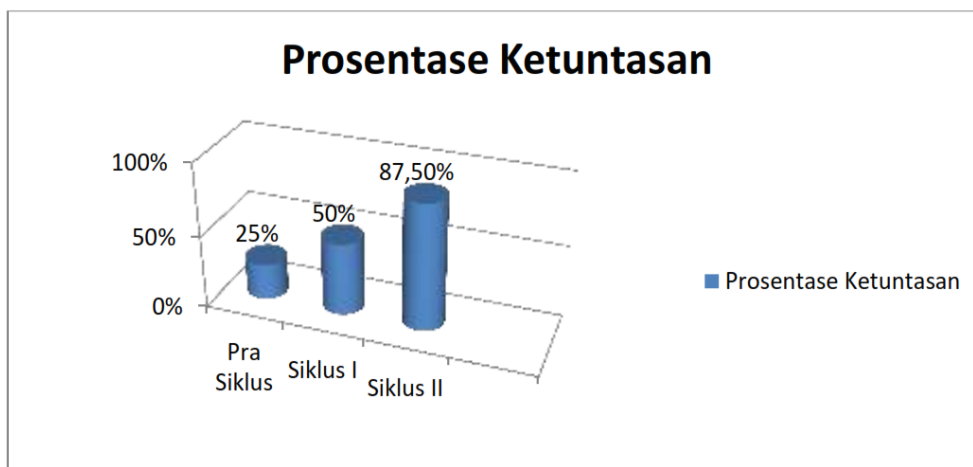 Prosentase Ketuntasan
100%
50%
0%
25%
50%
87,50%
Pra
Siklus
Siklus I
Siklus II
Prosentase Ketuntasan